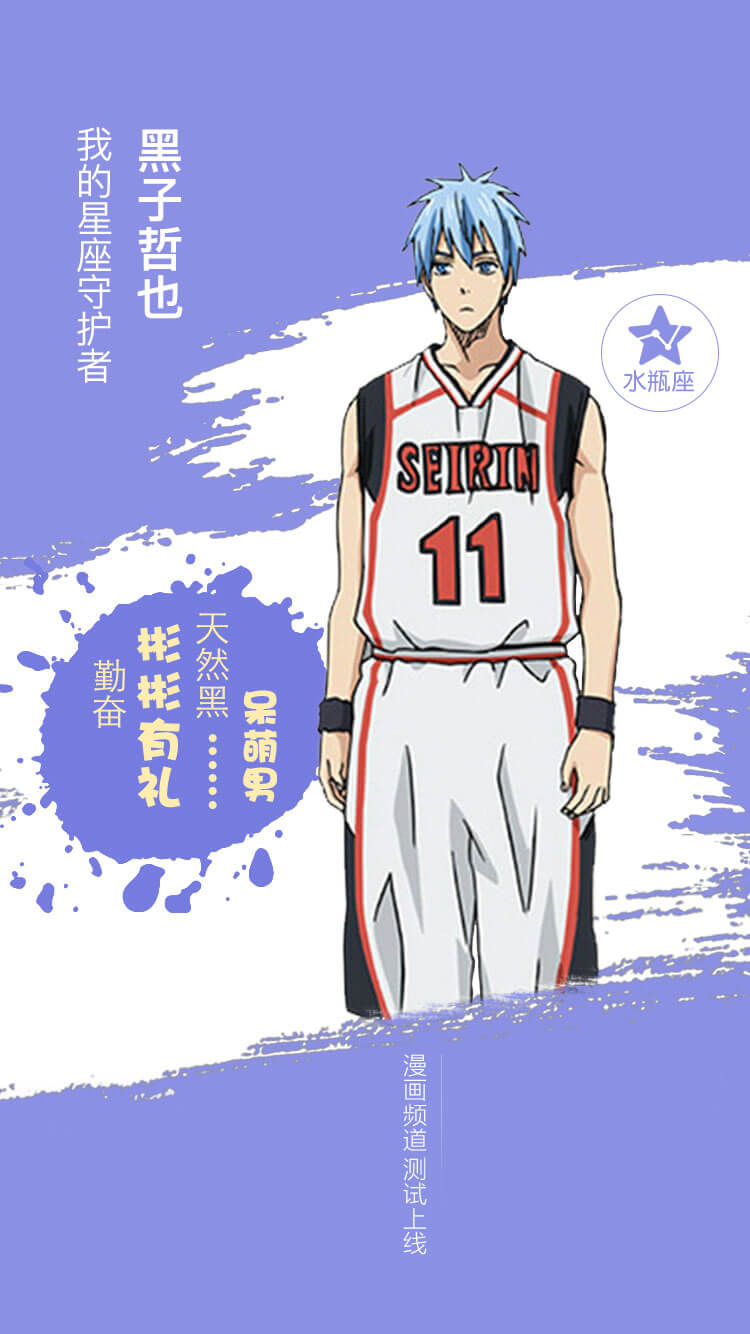 黑子哲也
我的星座守护者
水瓶座
SEIRIN
11
呆萌男
天然黑……
彬彬有礼
勤奋
漫画频道 测试上线